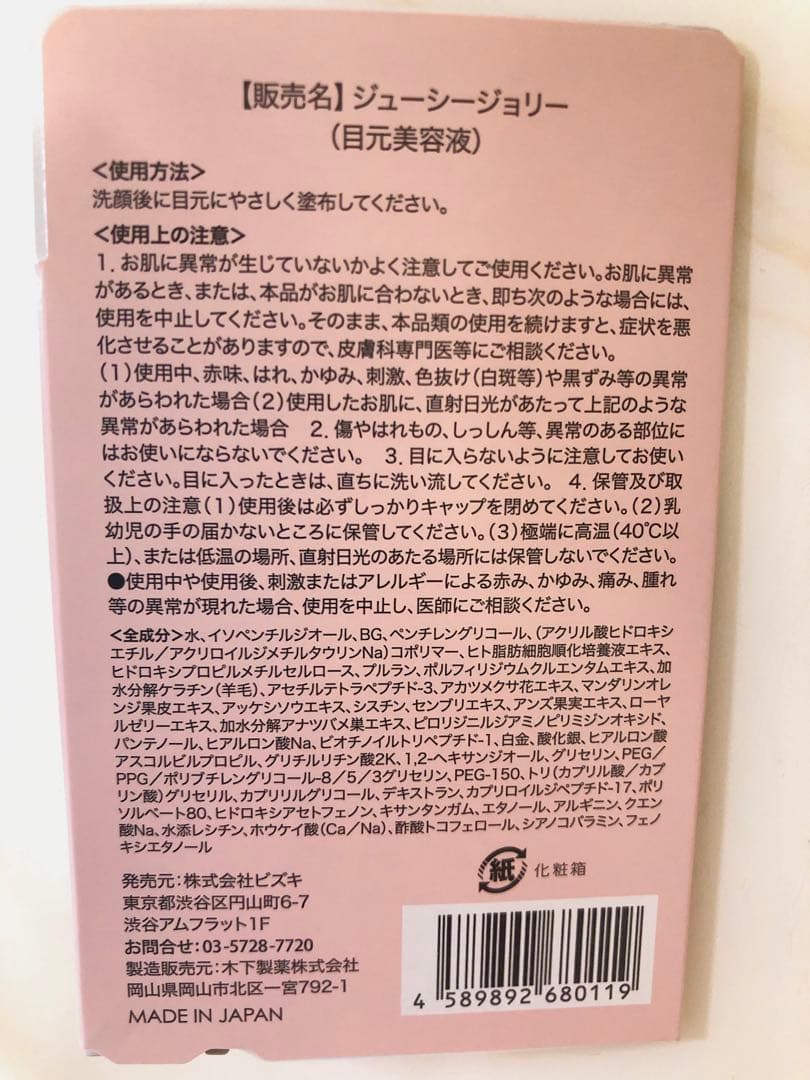 【販売名】ジューシージョリー
（目元美容液）
＜使用方法＞
洗顔後に目元にやさしく塗布してください。
＜使用上の注意＞
1．お肌に異常が生じていないかよく注意してご使用ください。お肌に異常
があるとき、または、本品がお肌に合わないとき、即ち次のような場合には、
使用を中止してください。そのまま、本品類の使用を続けますと、症状を悪
化させることがありますので、皮膚科専門医等にご相談ください。
（1）使用中、赤味、はれ、かゆみ、刺激、色抜け（白斑等）や黒ずみ等の異常
があらわれた場合（2）使用したお肌に、直射日光があたって上記のような
異常があらわれた場合　2．傷やはれもの、しっしん等、異常のある部位に
はお使いにならないでください。　3．目に入らないように注意してお使い
ください。目に入ったときは、直ちに洗い流してください。　4．保管及び取
扱上の注意（1）使用後は必ずしっかりキャップを閉めてください。（2）乳
幼児の手の届かないところに保管してください。（3）極端に高温（40℃以
上）、または低温の場所、直射日光のあたる場所には保管しないでください。
●使用中や使用後、刺激またはアレルギーによる赤み、かゆみ、痛み、腫れ
等の異常が現れた場合、使用を中止し、医師にご相談ください。
＜全成分＞水、イソペンチルジオール、BG、ペンチレングリコール、（アクリル酸ヒドロキシ
エチル／アクリロイルジメチルタウリンNa）コポリマー、ヒト脂肪細胞順化培養液エキス、
ヒドロキシプロピルメチルセルロース、プルラン、ポルフィリジウムクルエンタムエキス、加
水分解ケラチン（羊毛）、アセチルテトラペプチド-3、アカツメクサ花エキス、マンダリンオレ
ンジ果皮エキス、アッケシソウエキス、シスチン、センブリエキス、アンズ果実エキス、ローヤ
ルゼリーエキス、加水分解アナツバメ巣エキス、ピロリジニルジアミノピリミジンオキシド、
パンテノール、ヒアルロン酸Na、ビオチノイルトリペプチド-1、白金、酸化銀、ヒアルロン酸
アスコルビルプロピル、グリチルリチン酸2K、1,2-ヘキサンジオール、グリセリン、PEG／
PPG／ポリブチレングリコール-8／5／3グリセリン、PEG-150、トリ（カプリル酸／カプ
リン酸）グリセリル、カプリリルグリコール、デキストラン、カプロイルジペプチド-17、ポリ
ソルベート80、ヒドロキシアセトフェノン、キサンタンガム、エタノール、アルギニン、クエン
酸Na、水添レシチン、ホウケイ酸（Ca／Na）、酢酸トコフェロール、シアノコバラミン、フェノ
キシエタノール
紙 化粧箱
発売元：株式会社ビズキ
東京都渋谷区円山町6-7
渋谷アムフラット1F
お問合せ：03-5728-7720
製造販売元：木下製薬株式会社
岡山県岡山市北区一宮792-1
MADE IN JAPAN
4 589892 680119